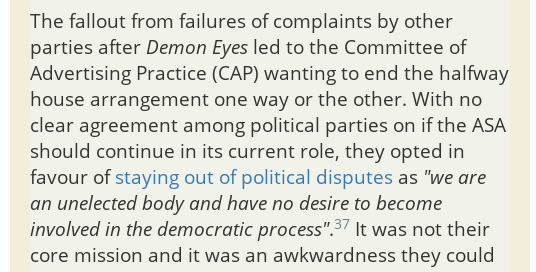 The fallout from failures of complaints by other
parties after Demon Eyes led to the Committee of
Advertising Practice (CAP) wanting to end the halfway
house arrangement one way or the other. With no
clear agreement among political parties on if the ASA
should continue in its current role, they opted in
favour of staying out of political disputes as "we are
an unelected body and have no desire to become
involved in the democratic process".37 It was not their
core mission and it was an awkwardness they could